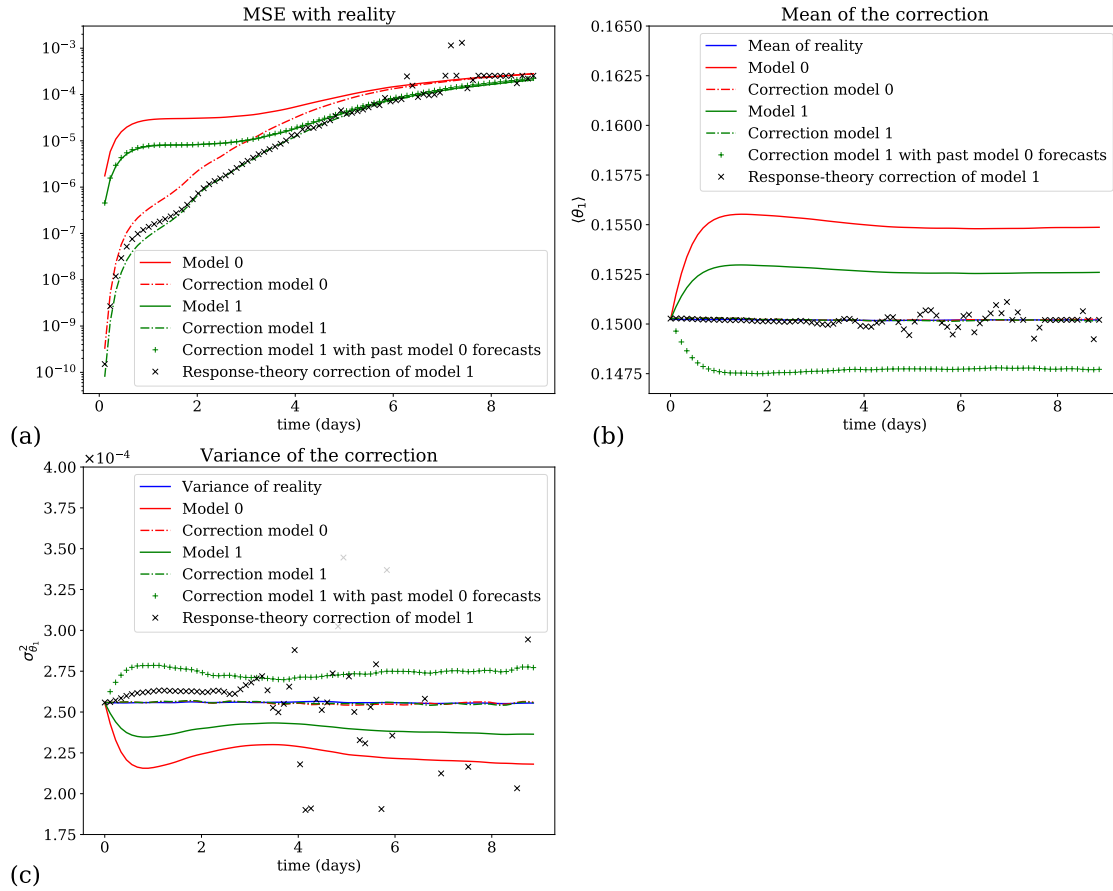 MSE with reality
10⁻³
10⁻⁴
10⁻⁵
10⁻⁶
10⁻⁷
10⁻⁸
10⁻⁹
10⁻¹⁰
Model 0
Correction model 0
Model 1
Correction model 1
Correction model 1 with past model 0 forecasts
Response-theory correction of model 1
0 2 4 6 8
time (days)
(a)
Mean of the correction
0.1650
0.1625
0.1600
0.1575
0.1550
0.1525
0.1500
0.1475
⟨θ₁⟩
Mean of reality
Model 0
Correction model 0
Model 1
Correction model 1
Correction model 1 with past model 0 forecasts
Response-theory correction of model 1
0 2 4 6 8
time (days)
(b)
×10⁻⁴
Variance of the correction
4.00
3.75
3.50
3.25
3.00
2.75
2.50
2.25
2.00
1.75
σ²_θ₁
Variance of reality
Model 0
Correction model 0
Model 1
Correction model 1
Correction model 1 with past model 0 forecasts
Response-theory correction of model 1
0 2 4 6 8
time (days)
(c)